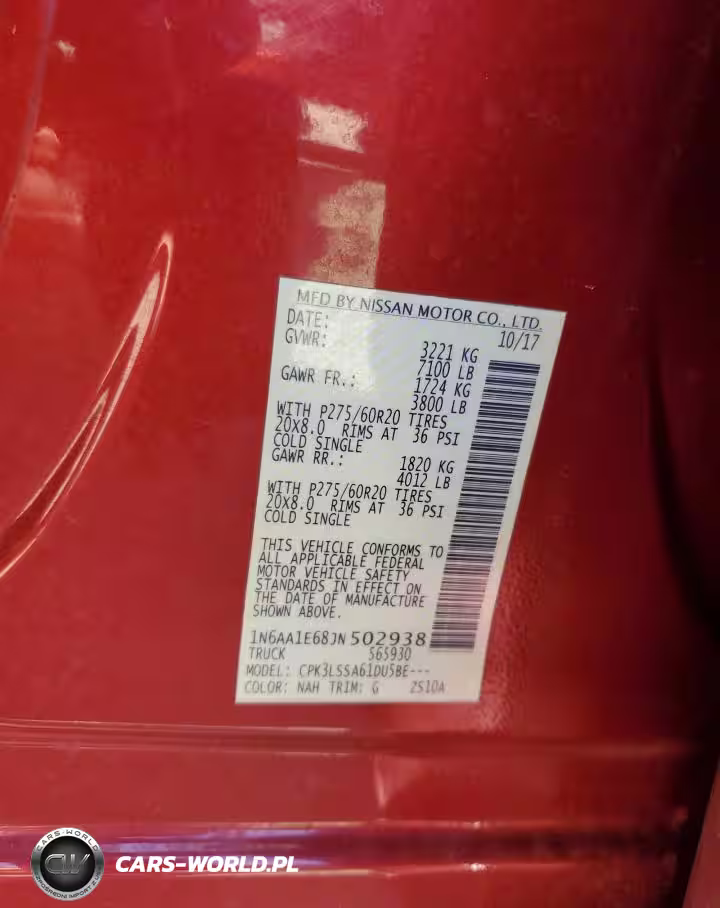 MFD BY NISSAN MOTOR CO., LTD.
DATE: 10/17
GVWR: 3221 KG
7100 LB
GAWR FR.: 1724 KG
3800 LB
WITH P275/60R20 TIRES
20X8.0 RIMS AT 36 PSI
COLD SINGLE
GAWR RR.: 1820 KG
4012 LB
WITH P275/60R20 TIRES
20X8.0 RIMS AT 36 PSI
COLD SINGLE
THIS VEHICLE CONFORMS TO
ALL APPLICABLE FEDERAL
MOTOR VEHICLE SAFETY
STANDARDS IN EFFECT ON
THE DATE OF MANUFACTURE
SHOWN ABOVE.
1N6AA1E68JN502938
TRUCK 565930
MODEL: CPK3LSSA61DU5BE---
COLOR: NAH TRIM: G 2S10A
CARS-WORLD
CW
CARS-WORLD.PL